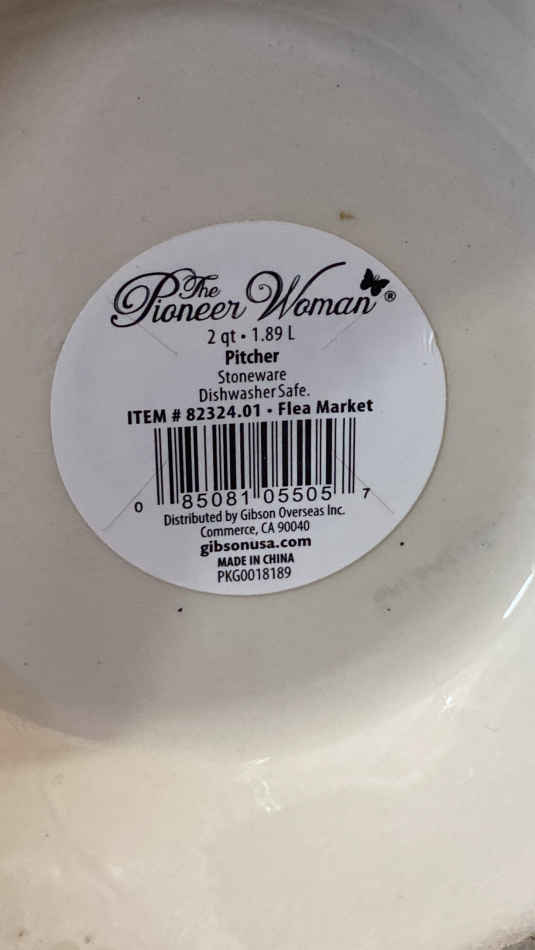 The
Pioneer Woman®
2 qt • 1.89 L
Pitcher
Stoneware
Dishwasher Safe.
ITEM # 82324.01 - Flea Market
0 85081 05505 7
Distributed by Gibson Overseas Inc.
Commerce, CA 90040
gibsonusa.com
MADE IN CHINA
PKG0018189